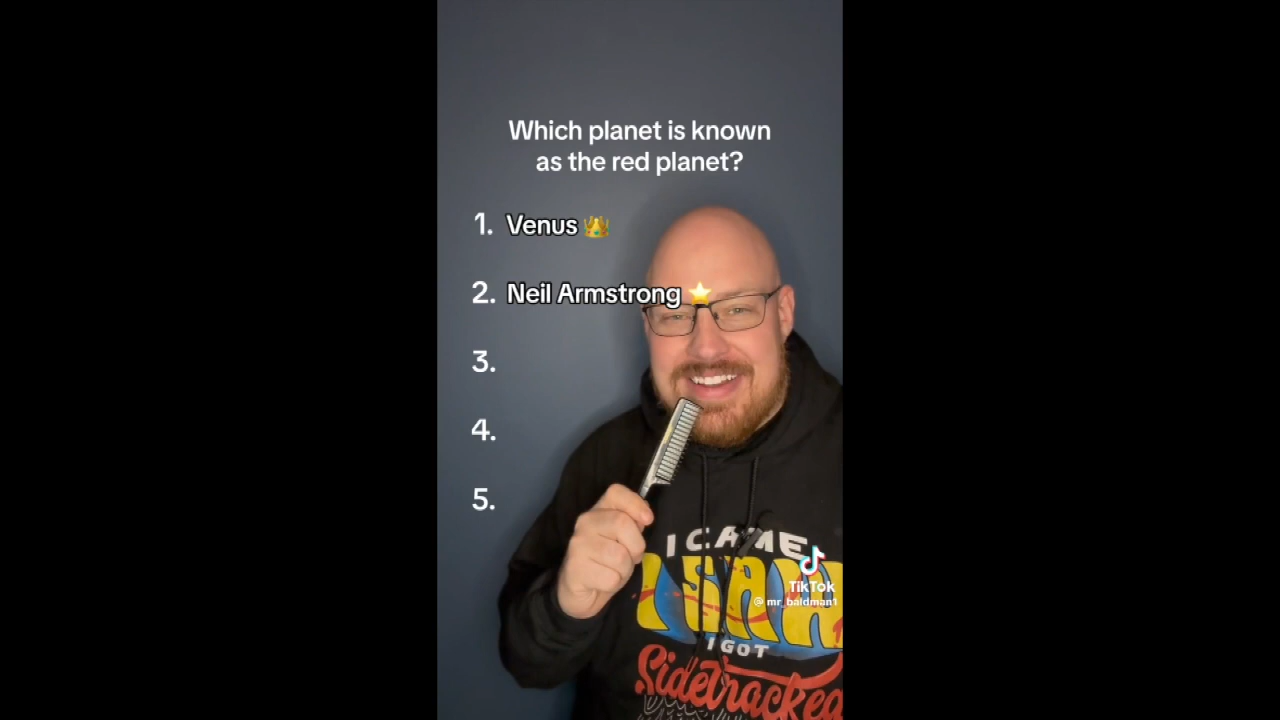 Which planet is known
as the red planet?
1. Venus 👑
2. Neil Armstrong ⭐
3.
4.
5.
I CAME
I SAW
I GOT
Sidetracked
TikTok
@mr_baldman1